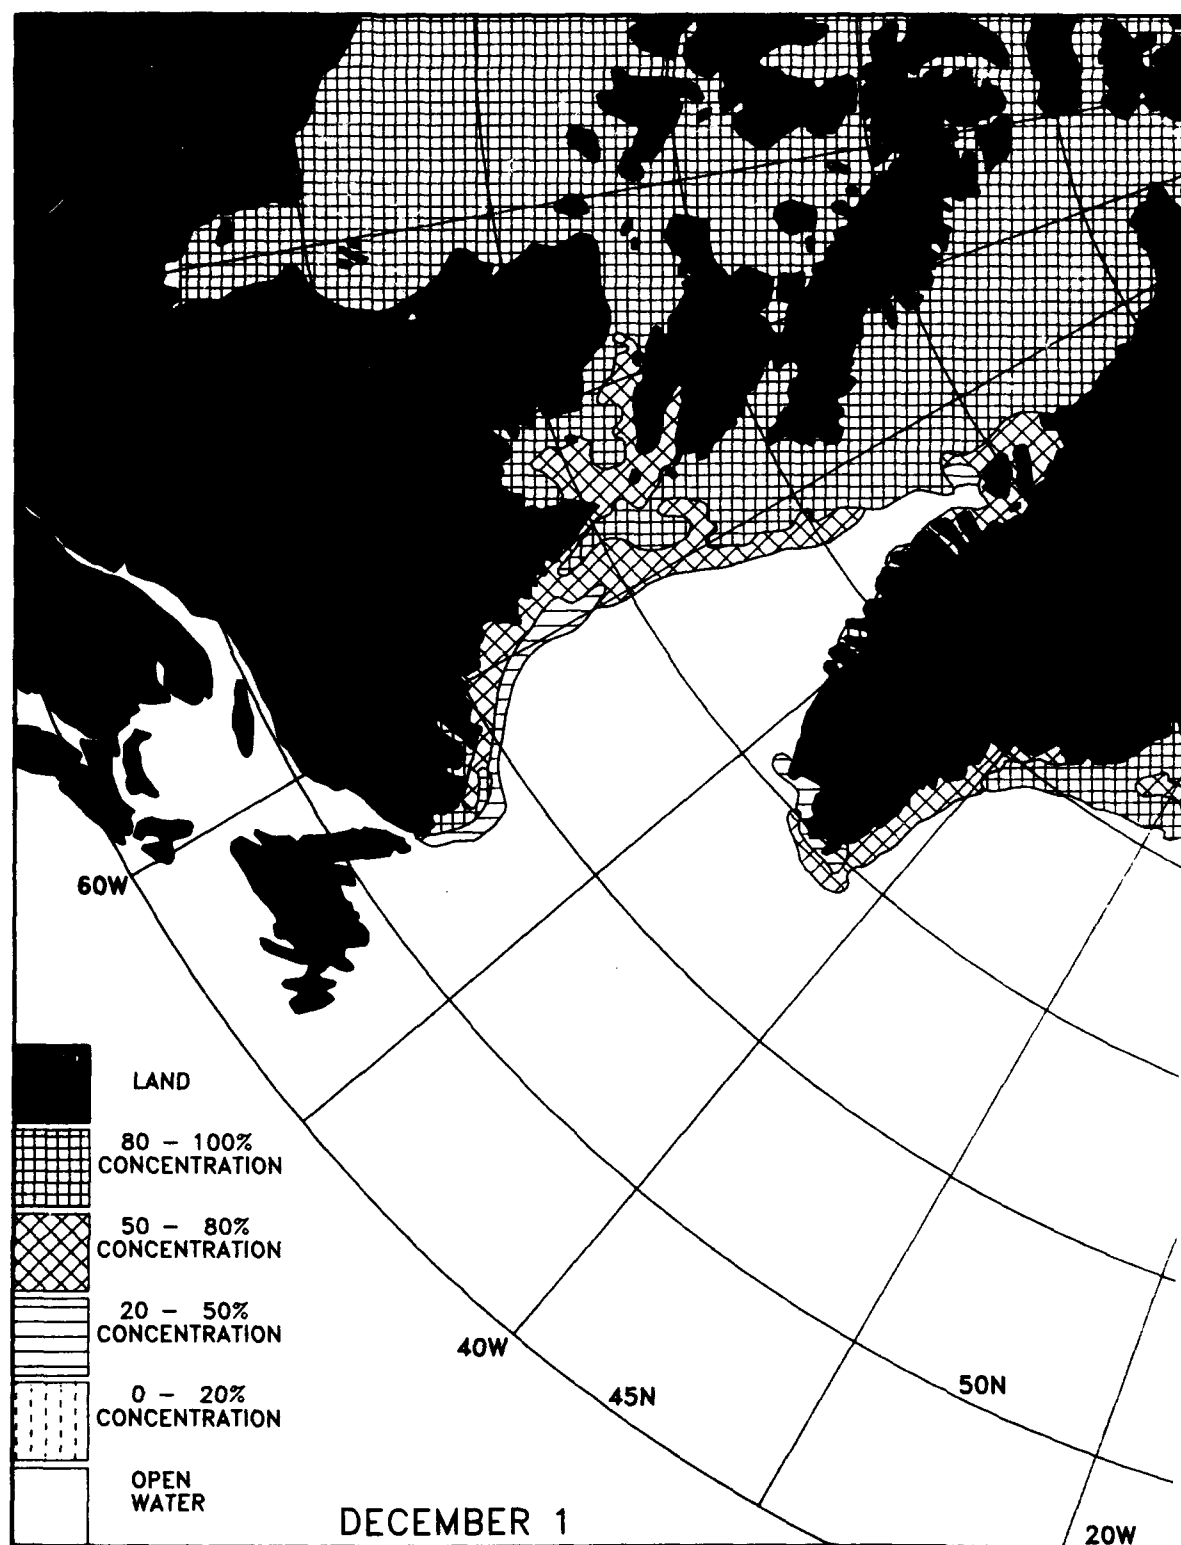 60W
LAND
80 - 100%
CONCENTRATION
50 - 80%
CONCENTRATION
20 - 50%
CONCENTRATION
0 - 20%
CONCENTRATION
OPEN
WATER
40W
45N
50N
20W
DECEMBER 1